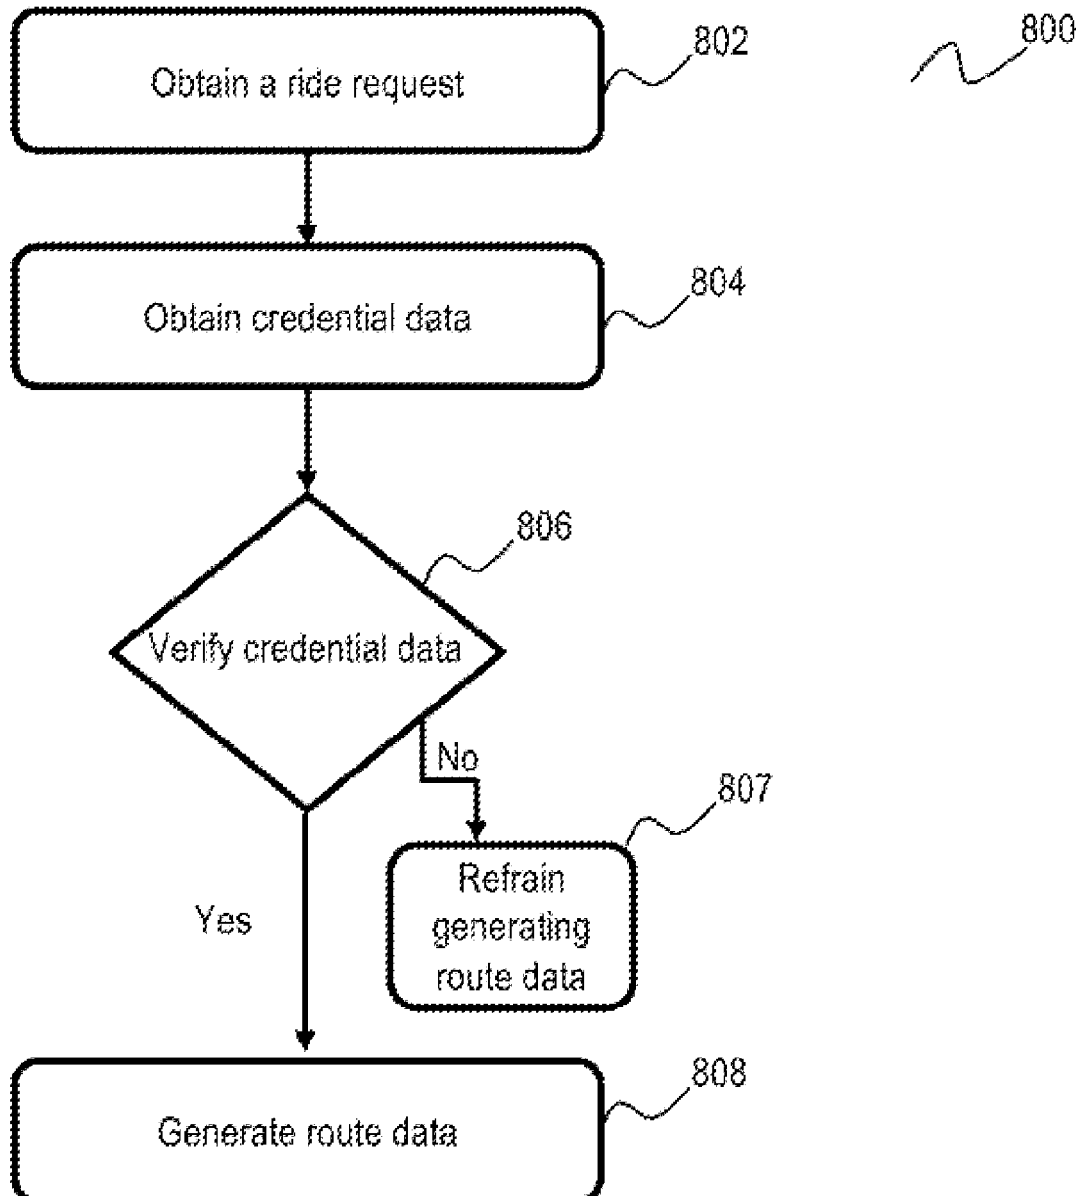 800
802
Obtain a ride request
804
Obtain credential data
806
Verify credential data
No
807
Refrain
generating
route data
Yes
808
Generate route data